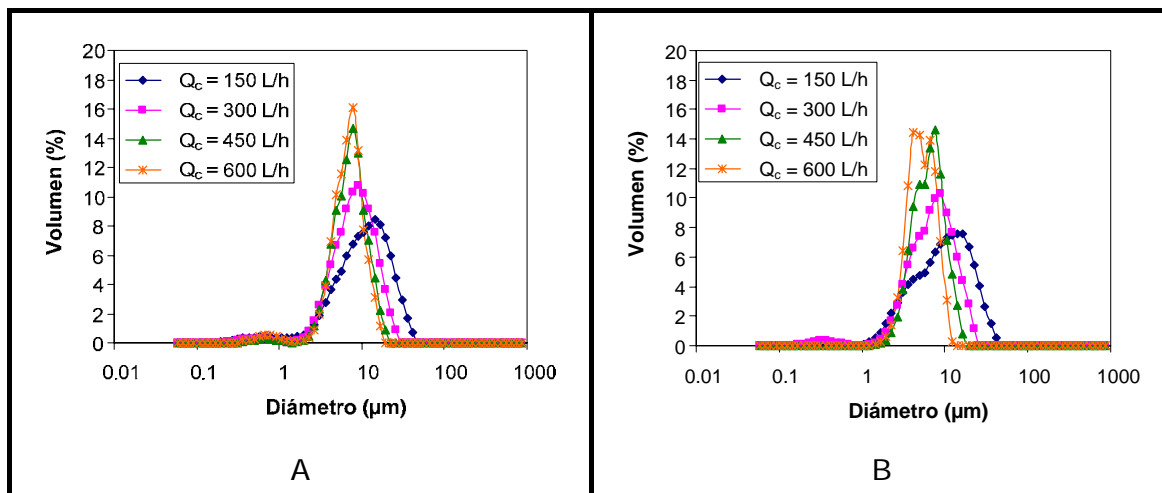 20
18
16
14
12
10
8
6
4
2
0
Volumen (%)
Qc = 150 L/h
Qc = 300 L/h
Qc = 450 L/h
Qc = 600 L/h
0.01 0.1 1 10 100 1000
Diámetro (µm)
A
20
18
16
14
12
10
8
6
4
2
0
Volumen (%)
Qc = 150 L/h
Qc = 300 L/h
Qc = 450 L/h
Qc = 600 L/h
0.01 0.1 1 10 100 1000
Diámetro (µm)
B